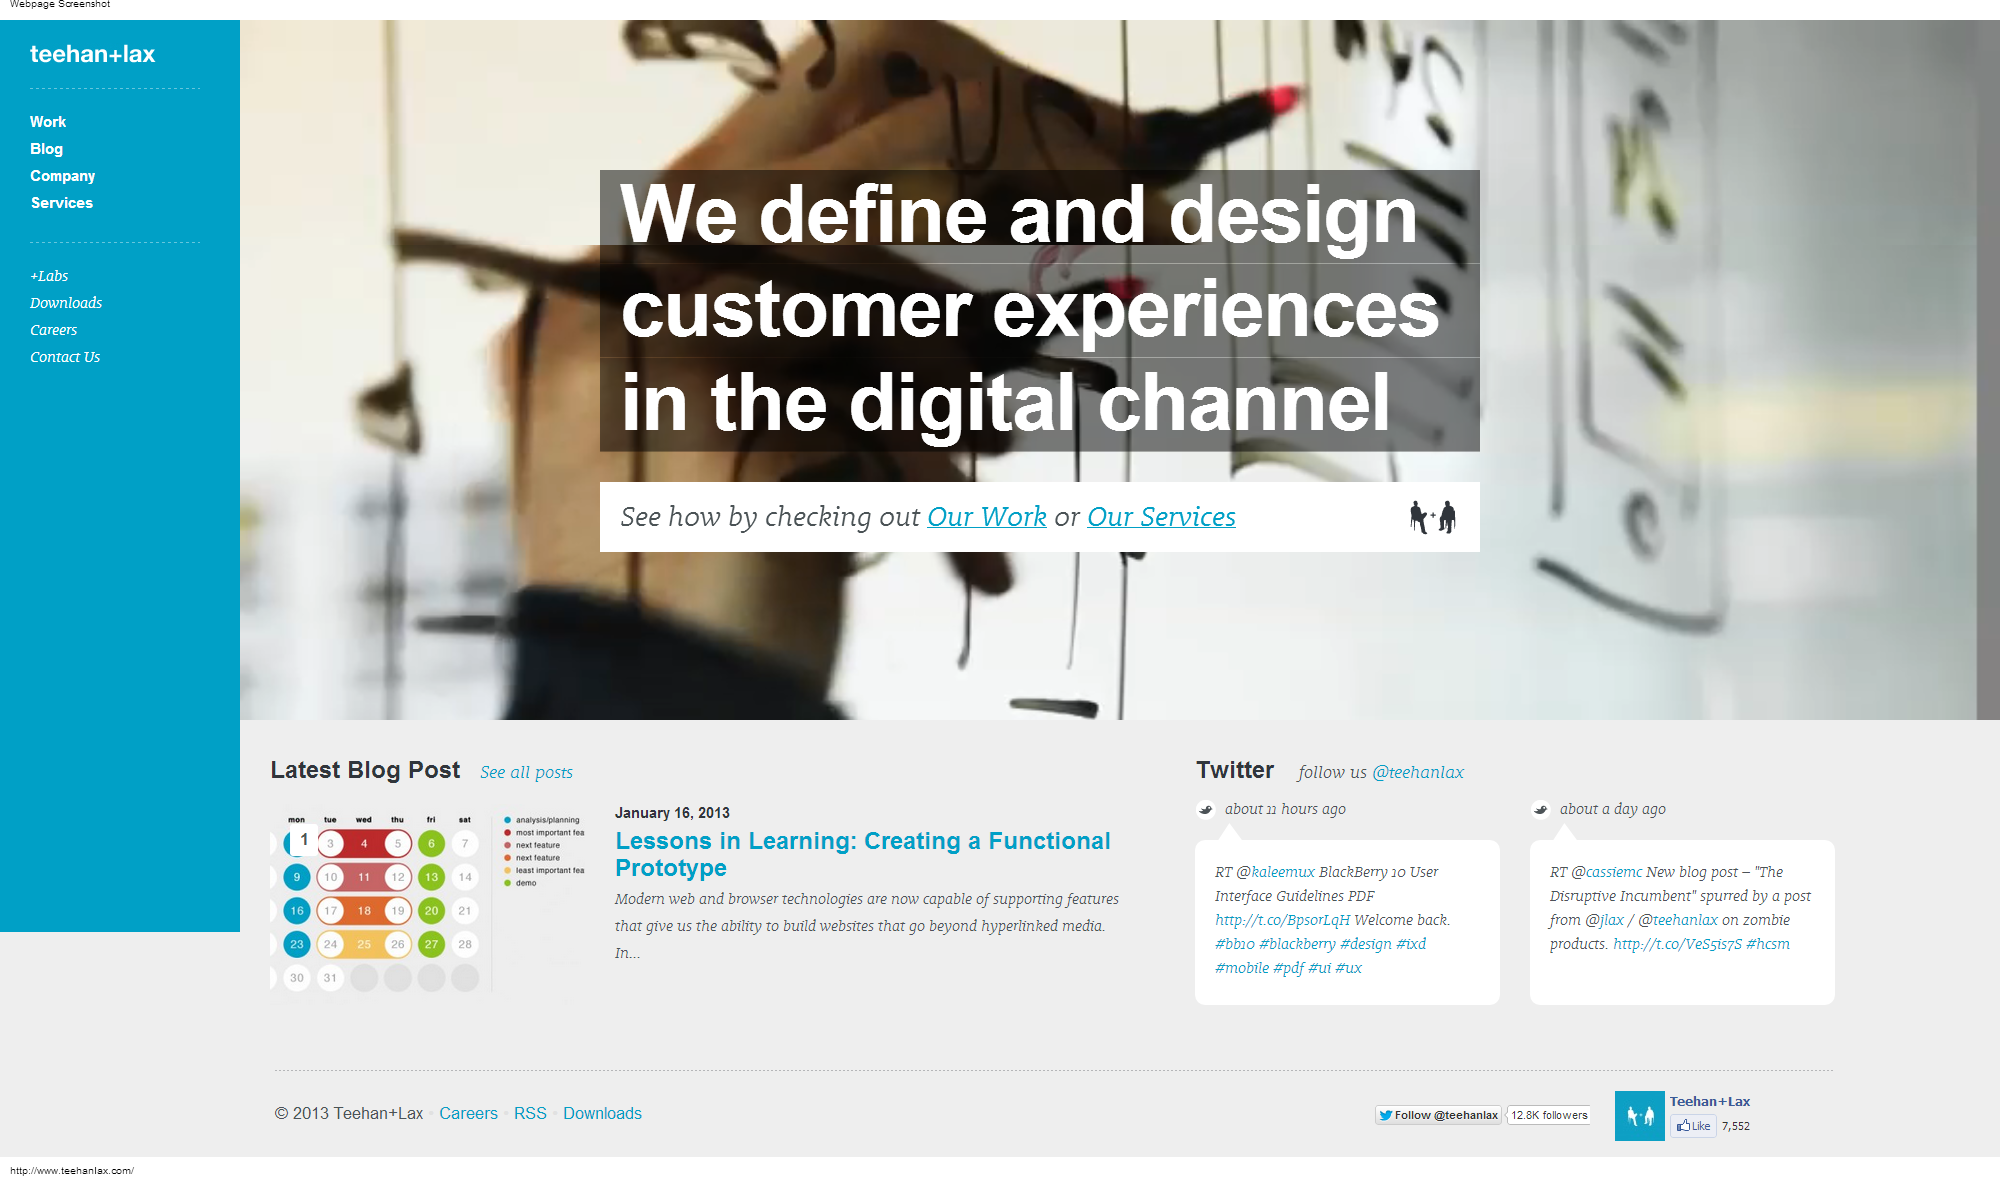 Webpage Screenshot
teehan+lax
Work
Blog
Company
Services
+Labs
Downloads
Careers
Contact Us
We define and design
customer experiences
in the digital channel
See how by checking out Our Work or Our Services
Latest Blog Post See all posts
mon tue wed thu fri sat
1 3 4 5 6 7
9 10 11 12 13 14
16 17 18 19 20 21
23 24 25 26 27 28
30 31
analysis/planning
most important fea
next feature
next feature
least important fea
demo
January 16, 2013
Lessons in Learning: Creating a Functional
Prototype
Modern web and browser technologies are now capable of supporting features
that give us the ability to build websites that go beyond hyperlinked media.
In...
Twitter follow us @teehanlax
about 11 hours ago
RT @kaleemux BlackBerry 10 User
Interface Guidelines PDF
http://t.co/BpsorLqH Welcome back.
#bb10 #blackberry #design #ixd
#mobile #pdf #ui #ux
about a day ago
RT @cassiemc New blog post – "The
Disruptive Incumbent" spurred by a post
from @jlax / @teehanlax on zombie
products. http://t.co/VeS5is7S #hcsm
© 2013 Teehan+Lax • Careers • RSS • Downloads
Follow @teehanlax 12.8K followers
Teehan+Lax
Like 7,552
http://www.teehanlax.com/